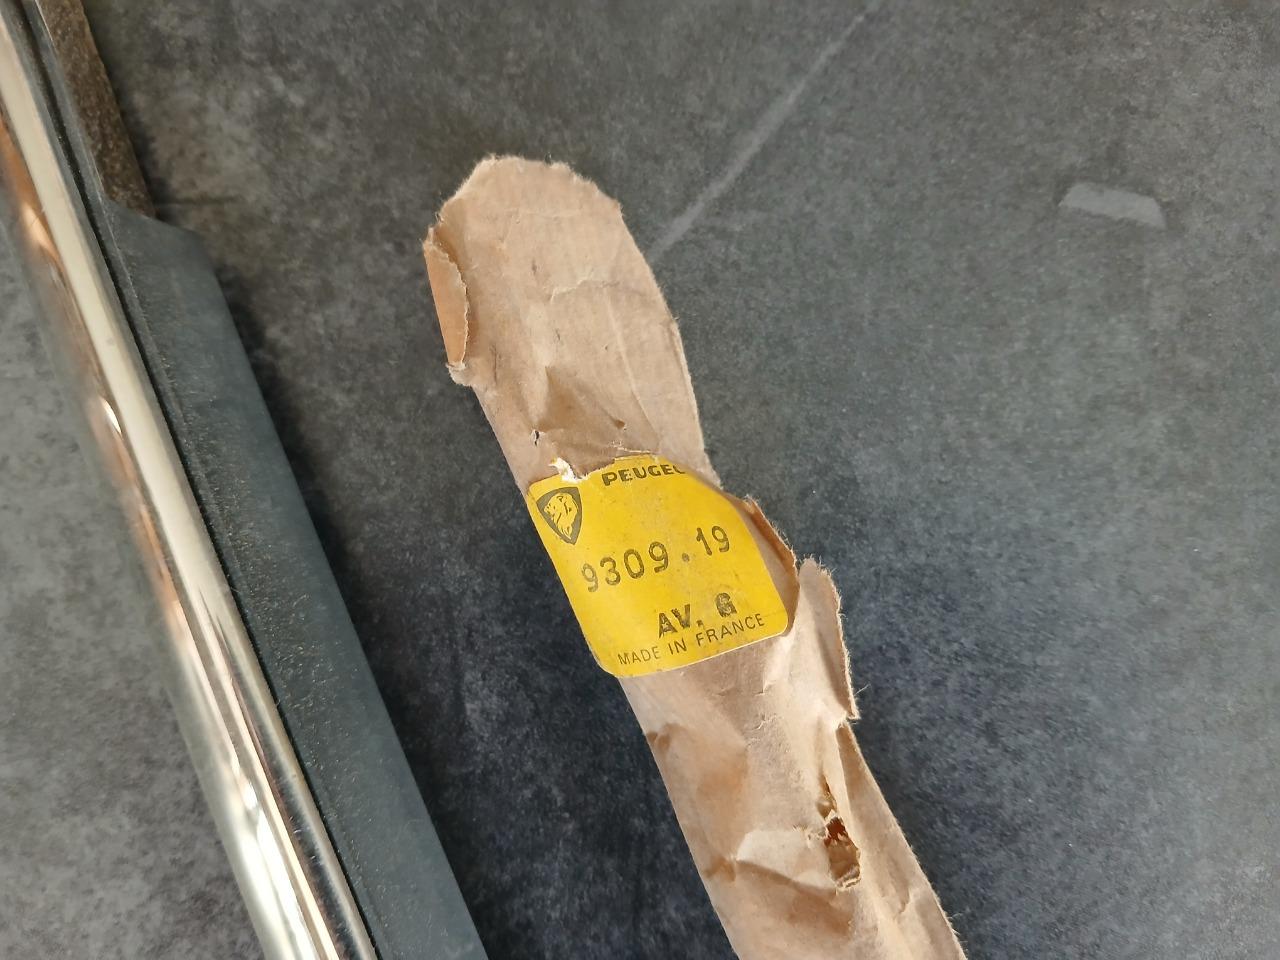 PEUGEO
9309.19
AV. G
MADE IN FRANCE